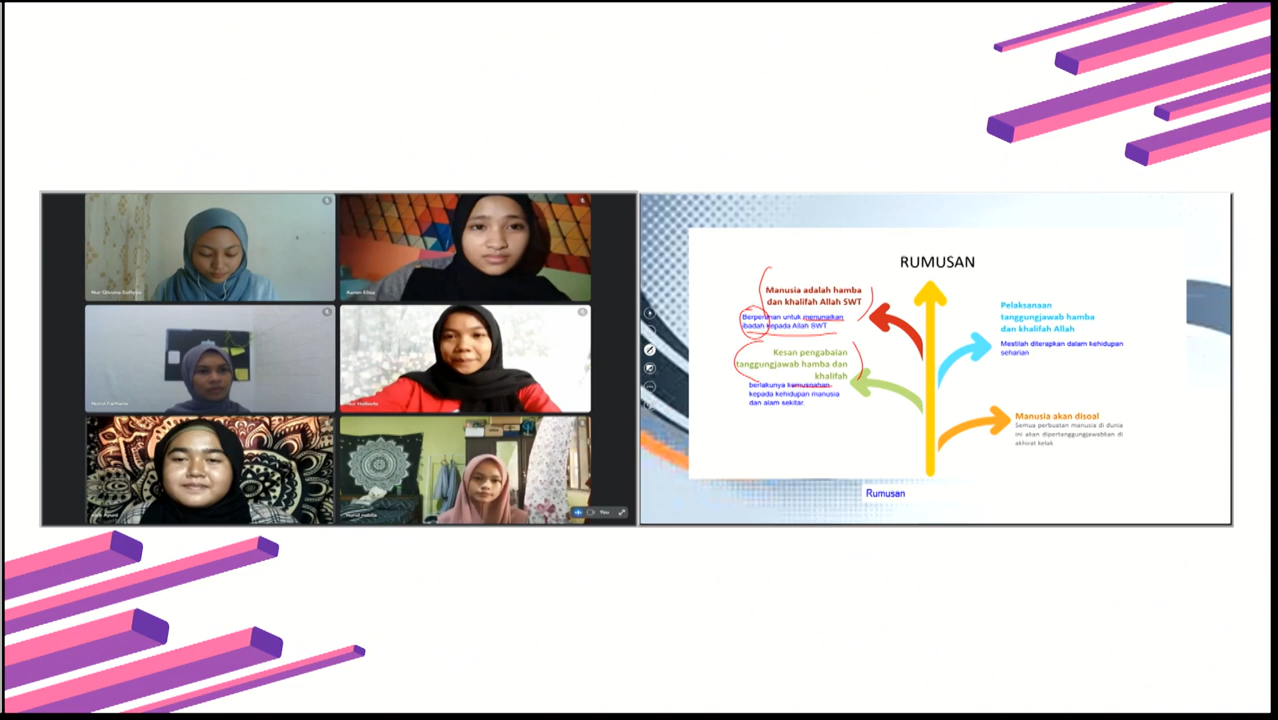 Nurul nabila
You
RUMUSAN
Manusia adalah hamba
dan khalifah Allah SWT
Berperanan untuk menunaikan
ibadah kepada Allah SWT
Kesan pengabaian
tanggungjawab hamba dan
khalifah
berlakunya kemusnahan
kepada kehidupan manusia
dan alam sekitar.
Pelaksanaan
tanggungjawab hamba
dan khalifah Allah
Mestilah diterapkan dalam kehidupan
seharian
Manusia akan disoal
Semua perbuatan manusia di dunia
ini akan dipertanggungjawabkan di
akhirat kelak
Rumusan